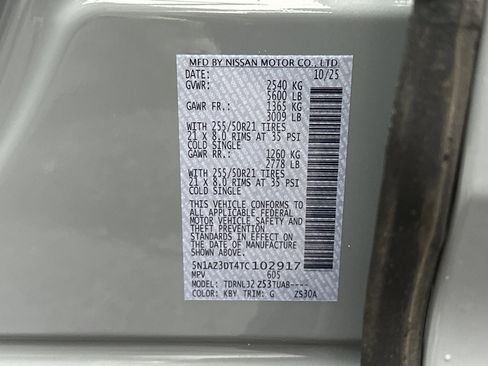 MFD BY NISSAN MOTOR CO.,LTD.
DATE: 10/25
GVWR: 2540 KG
5600 LB
GAWR FR.: 1365 KG
3009 LB
WITH 255/50R21 TIRES
21 X 8.0 RIMS AT 35 PSI
COLD SINGLE
GAWR RR.: 1260 KG
2778 LB
WITH 255/50R21 TIRES
21 X 8.0 RIMS AT 35 PSI
COLD SINGLE
THIS VEHICLE CONFORMS TO
ALL APPLICABLE FEDERAL
MOTOR VEHICLE SAFETY AND
THEFT PREVENTION
STANDARDS IN EFFECT ON
THE DATE OF MANUFACTURE
SHOWN ABOVE.
5N1AZ3DT4TC102917
MPV 605
MODEL: TDRNLJ2 Z53TUAB----
COLOR: KBY TRIM: G ZS30A